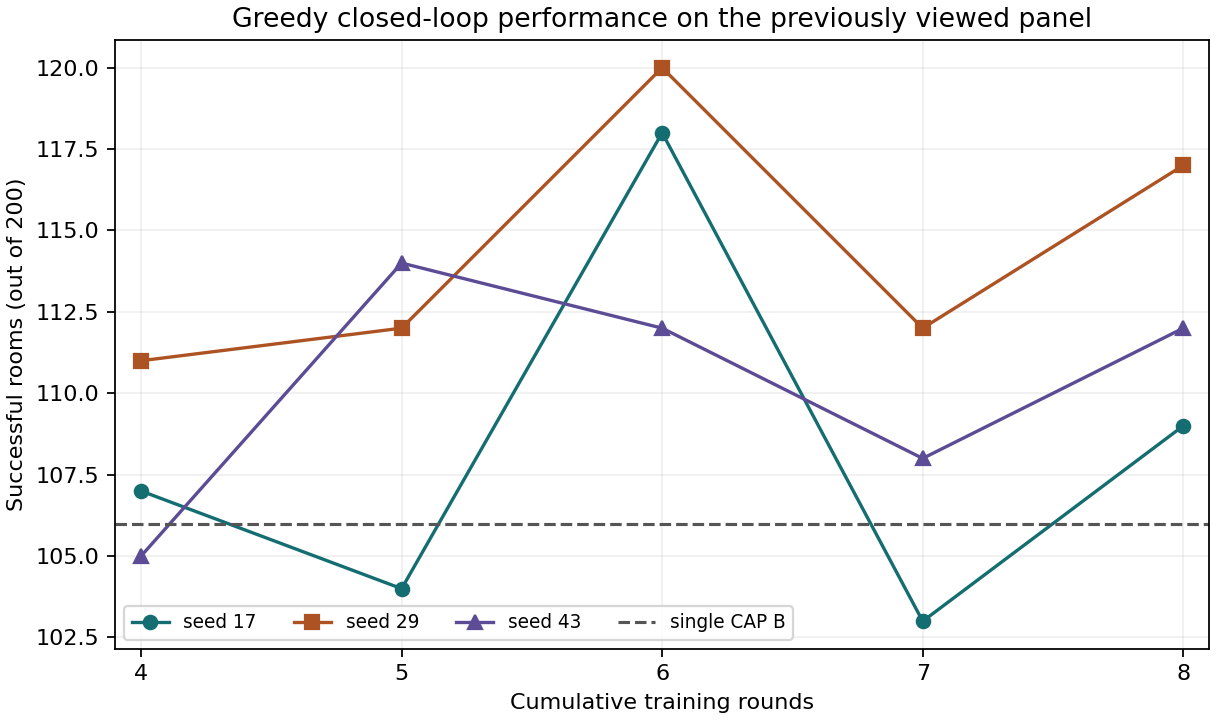 Greedy closed-loop performance on the previously viewed panel
Successful rooms (out of 200)
120.0
117.5
115.0
112.5
110.0
107.5
105.0
102.5
seed 17 seed 29 seed 43 single CAP B
4 5 6 7 8
Cumulative training rounds